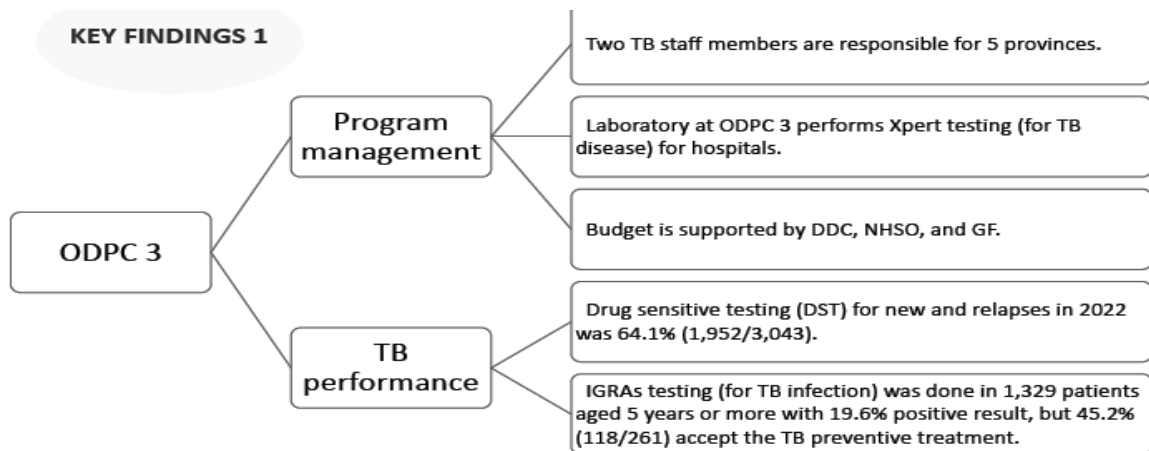 KEY FINDINGS 1
ODPC 3
Program
management
Two TB staff members are responsible for 5 provinces.
Laboratory at ODPC 3 performs Xpert testing (for TB
disease) for hospitals.
Budget is supported by DDC, NHSO, and GF.
TB
performance
Drug sensitive testing (DST) for new and relapses in 2022
was 64.1% (1,952/3,043).
IGRAs testing (for TB infection) was done in 1,329 patients
aged 5 years or more with 19.6% positive result, but 45.2%
(118/261) accept the TB preventive treatment.